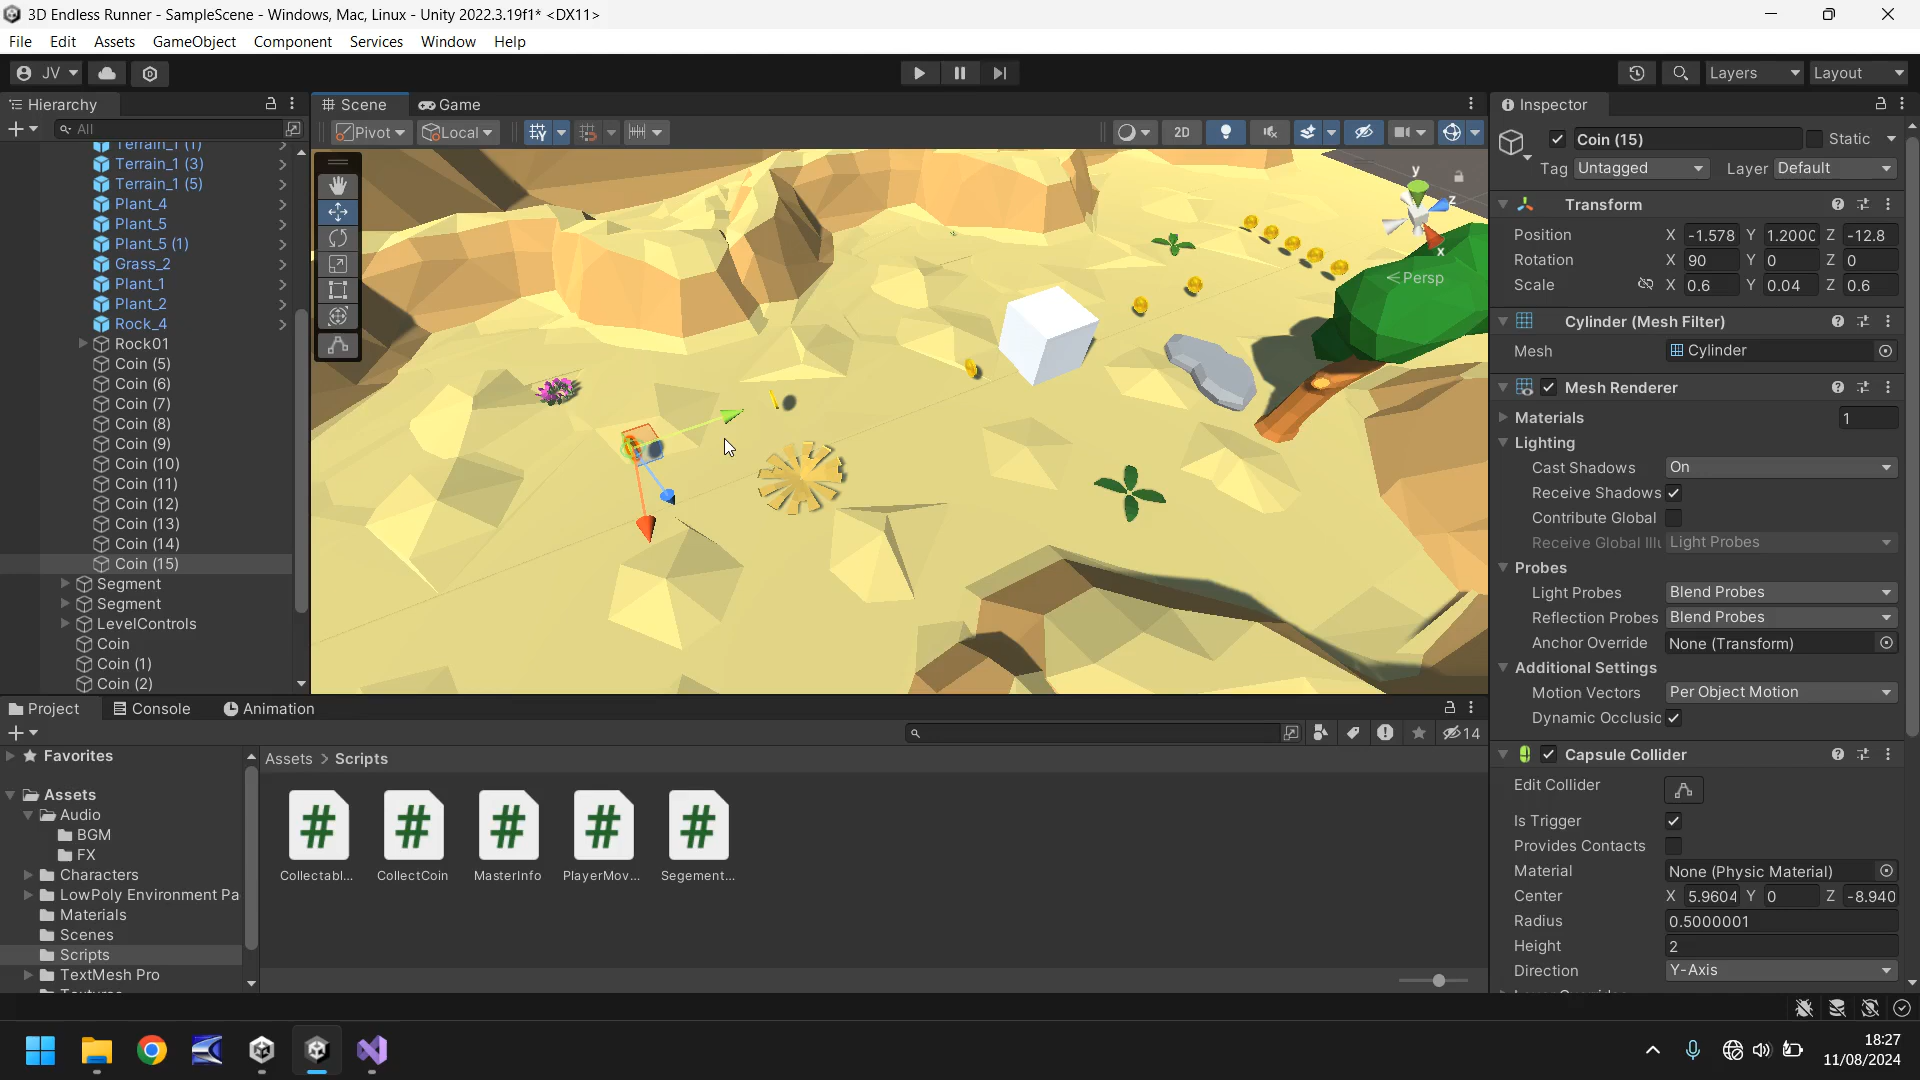 3D Endless Runner - SampleScene - Windows, Mac, Linux - Unity 2022.3.19f1* <DX11>
File Edit Assets GameObject Component Services Window Help
JV
Layers
Layout
Hierarchy
All
Terrain_1 (1)
Terrain_1 (3)
Terrain_1 (5)
Plant_4
Plant_5
Plant_5 (1)
Grass_2
Plant_1
Plant_2
Rock_4
Rock01
Coin (5)
Coin (6)
Coin (7)
Coin (8)
Coin (9)
Coin (10)
Coin (11)
Coin (12)
Coin (13)
Coin (14)
Coin (15)
Segment
Segment
LevelControls
Coin
Coin (1)
Coin (2)
Scene
Game
Pivot
Local
2D
y
z
x
Persp
Inspector
Coin (15)
Static
Tag Untagged
Layer Default
Transform
Position X -1.578 Y 1.2000 Z -12.8
Rotation X 90 Y 0 Z 0
Scale X 0.6 Y 0.04 Z 0.6
Cylinder (Mesh Filter)
Mesh Cylinder
Mesh Renderer
Materials 1
Lighting
Cast Shadows On
Receive Shadows
Contribute Global
Receive Global Illu Light Probes
Probes
Light Probes Blend Probes
Reflection Probes Blend Probes
Anchor Override None (Transform)
Additional Settings
Motion Vectors Per Object Motion
Dynamic Occlusic
Capsule Collider
Edit Collider
Is Trigger
Provides Contacts
Material None (Physic Material)
Center X 5.9604 Y 0 Z -8.940
Radius 0.5000001
Height 2
Direction Y-Axis
Project
Console
Animation
14
Favorites
Assets
Audio
BGM
FX
Characters
LowPoly Environment Pa
Materials
Scenes
Scripts
TextMesh Pro
Assets > Scripts
Collectabl...
CollectCoin
MasterInfo
PlayerMov...
Segement...
18:27
11/08/2024